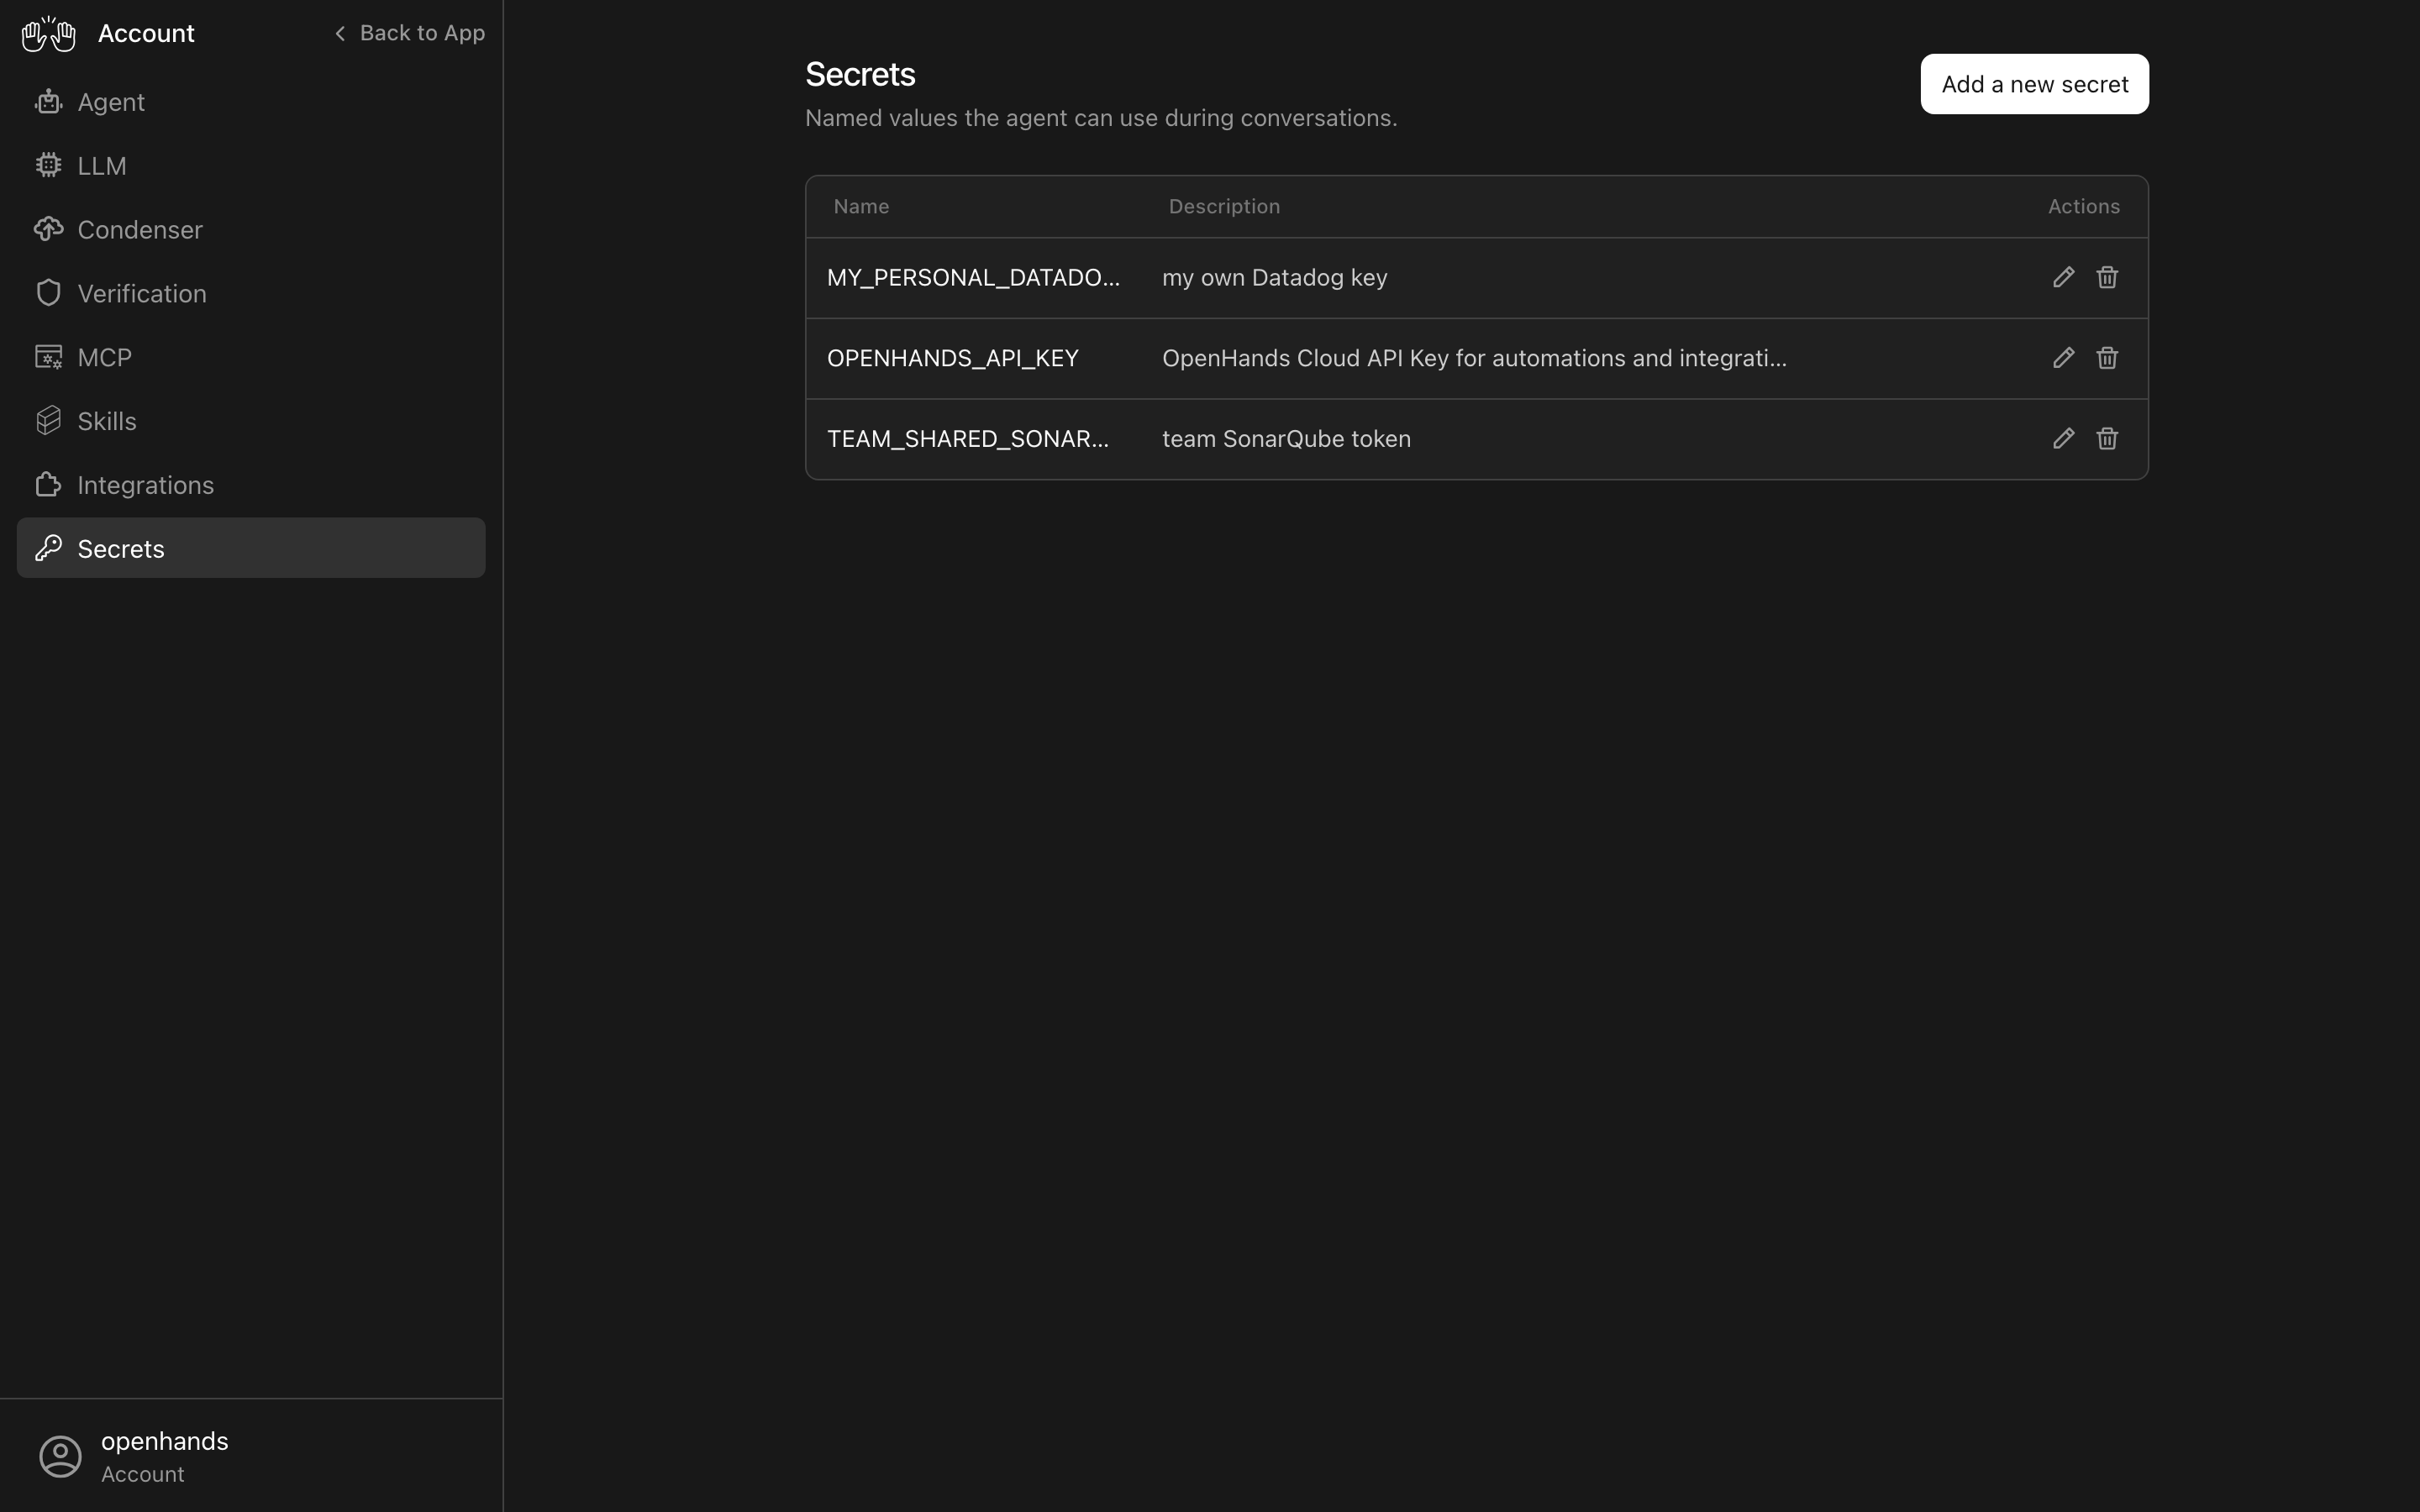 Account
Back to App
Agent
LLM
Condenser
Verification
MCP
Skills
Integrations
Secrets
openhands
Account
Secrets
Add a new secret
Named values the agent can use during conversations.
Name Description Actions
MY_PERSONAL_DATADO... my own Datadog key
OPENHANDS_API_KEY OpenHands Cloud API Key for automations and integrati...
TEAM_SHARED_SONAR... team SonarQube token